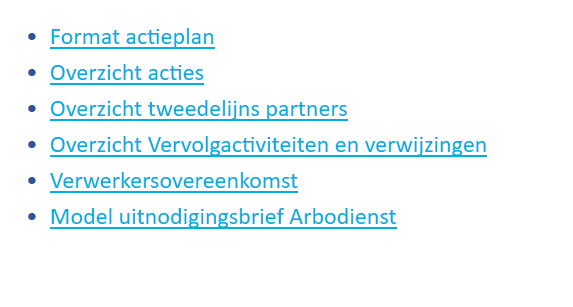 Format actieplan
Overzicht acties
Overzicht tweedelijns partners
Overzicht Vervolgactiviteiten en verwijzingen
Verwerkersovereenkomst
Model uitnodigingsbrief Arbodienst